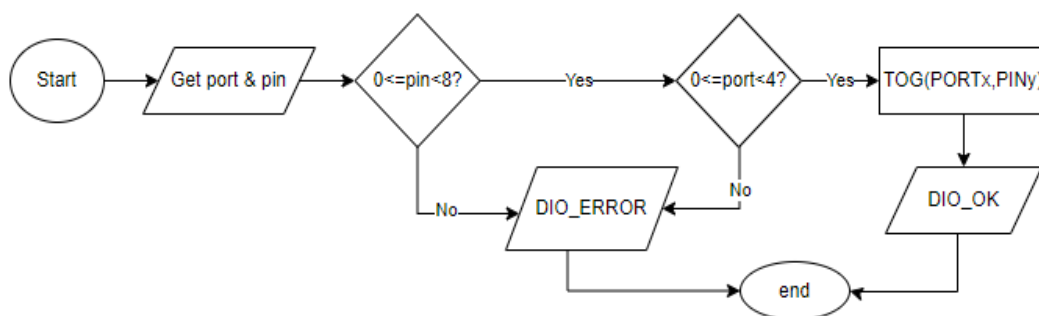 Start
Get port & pin
0<=pin<8?
Yes
0<=port<4?
Yes
TOG(PORTx,PINy)
No
No
DIO_ERROR
DIO_OK
end